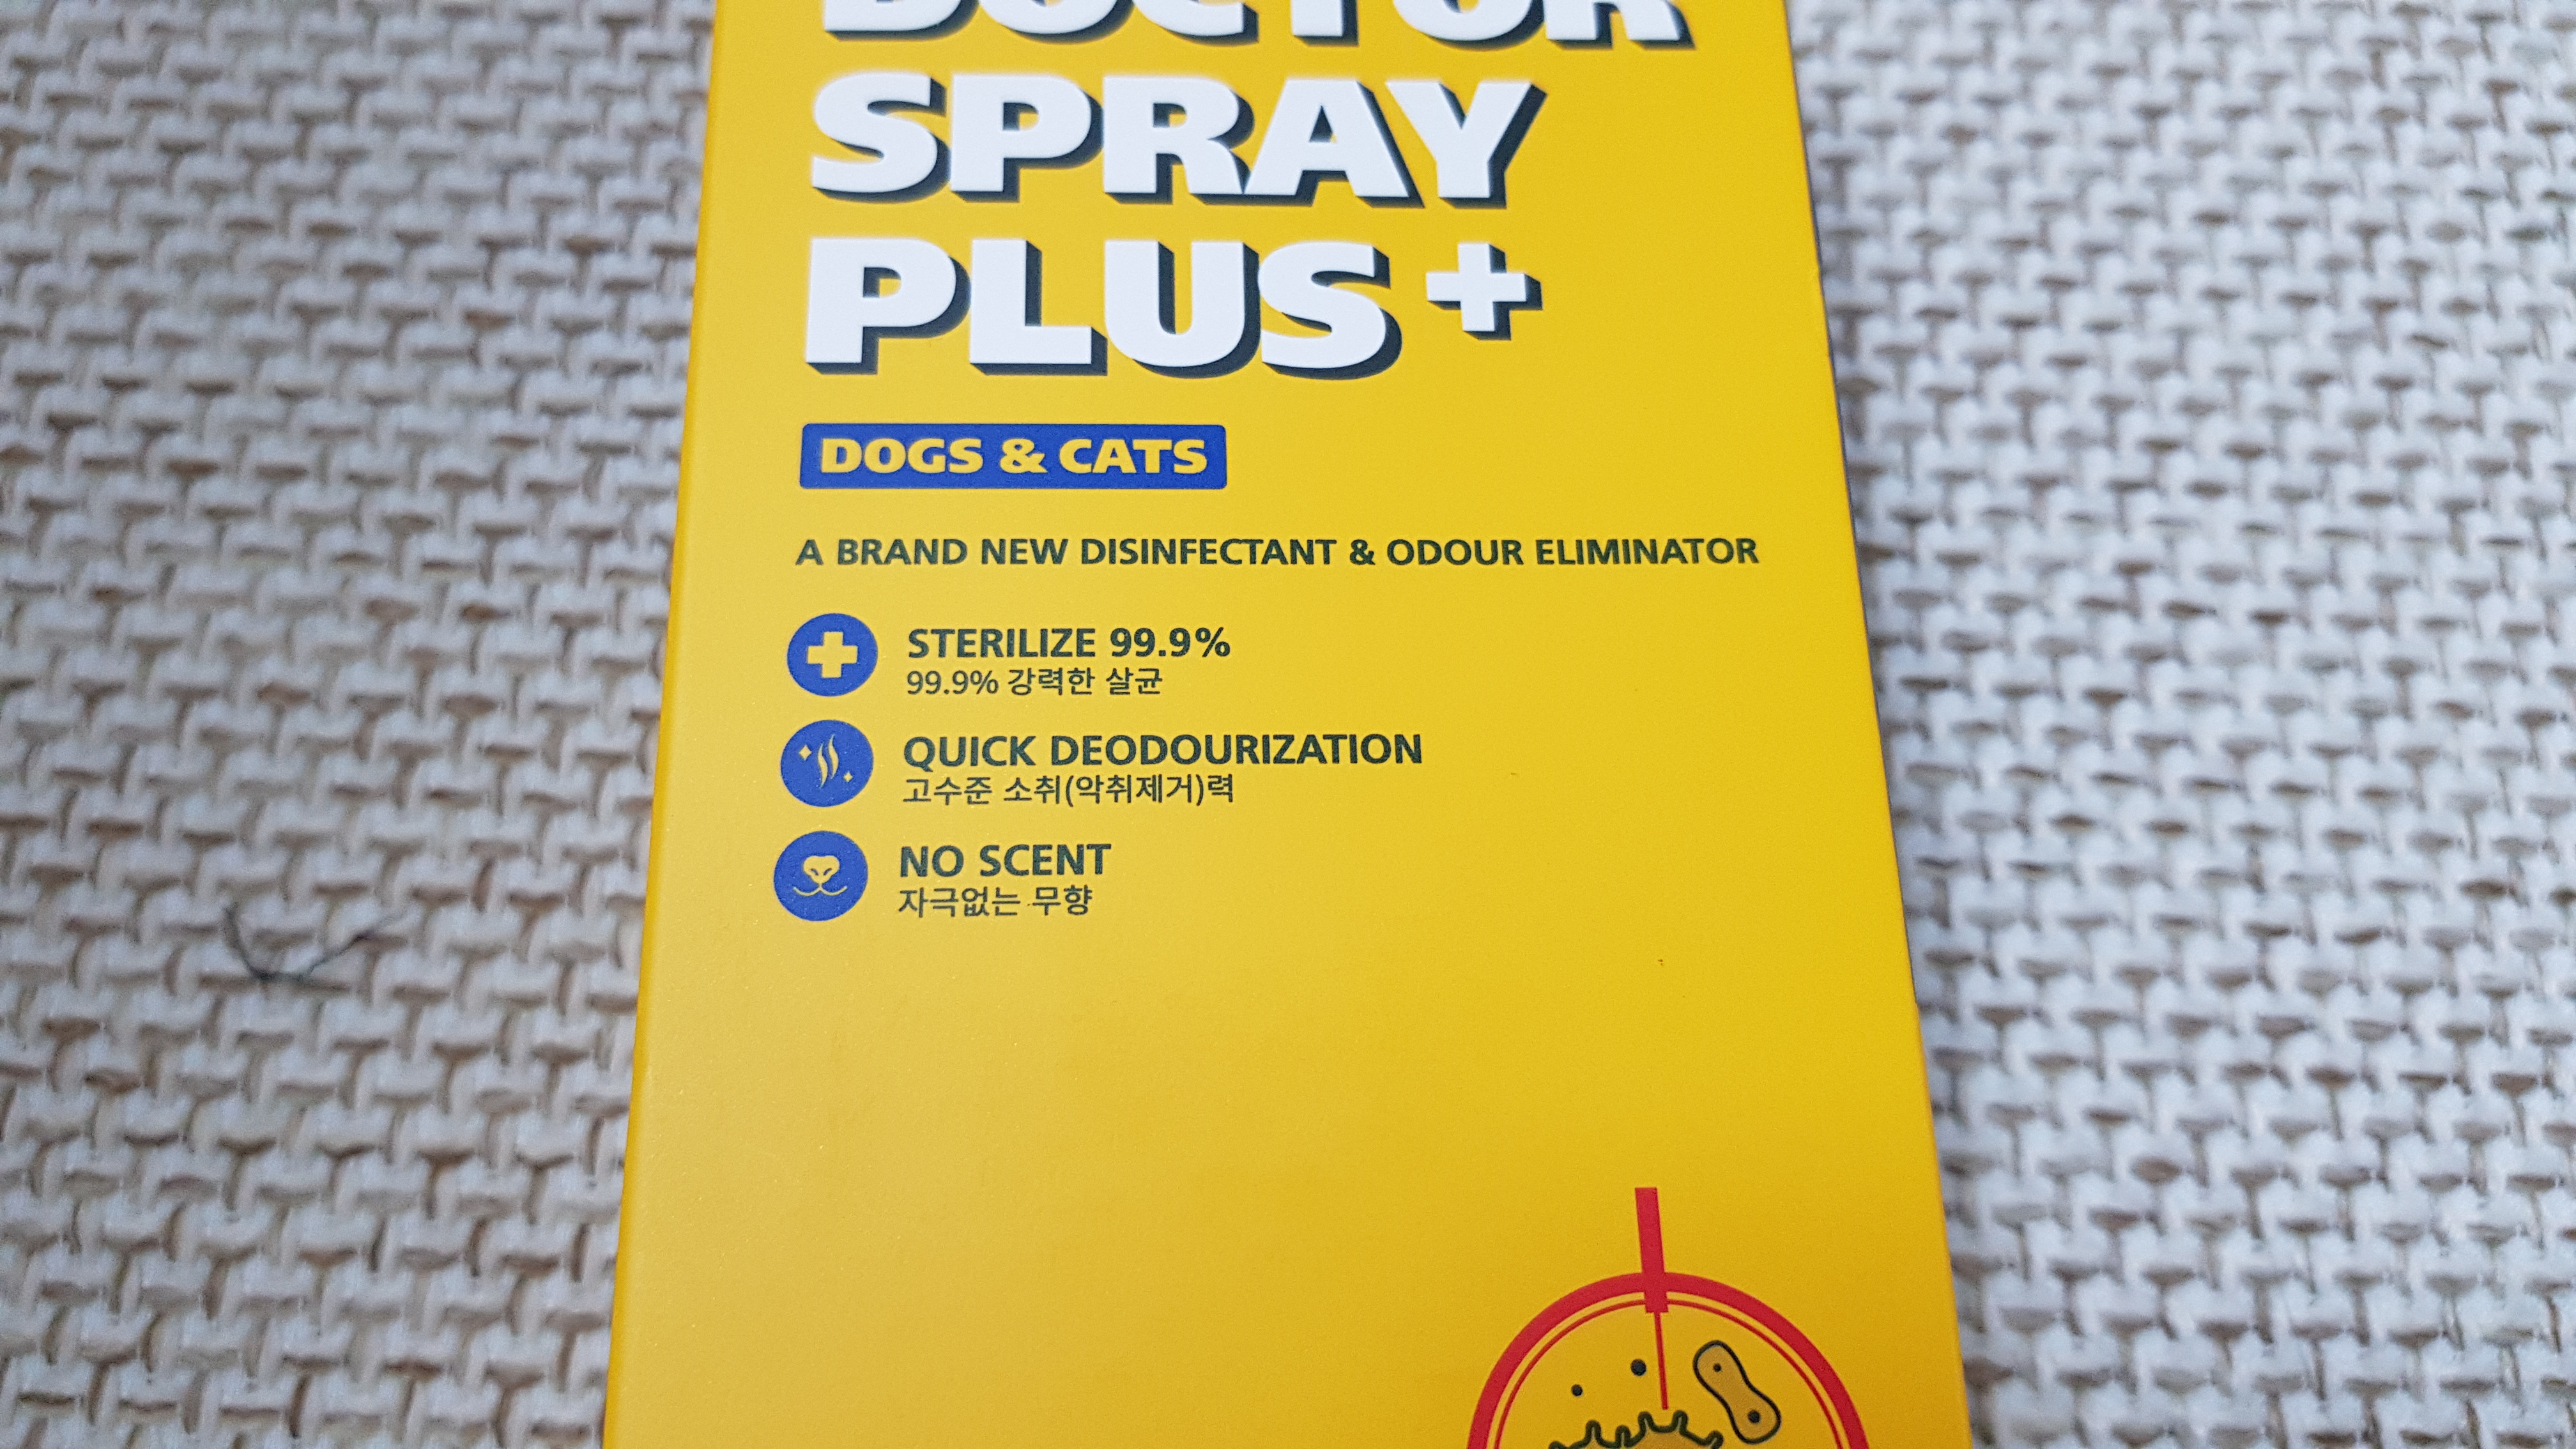 DOCTOR
SPRAY
PLUS+
DOGS & CATS
A BRAND NEW DISINFECTANT & ODOUR ELIMINATOR
STERILIZE 99.9%
99.9% 강력한 살균
QUICK DEODOURIZATION
고수준 소취(악취제거)력
NO SCENT
자극없는 무향